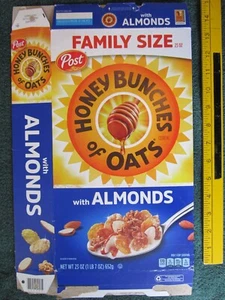 with
ALMONDS
FAMILY SIZE
Post
HONEY BUNCHES
of OATS
with ALMONDS
NET WT 23 OZ (1 LB 7 OZ) 652g
Post
HONEY BUNCHES
of OATS
with
ALMONDS